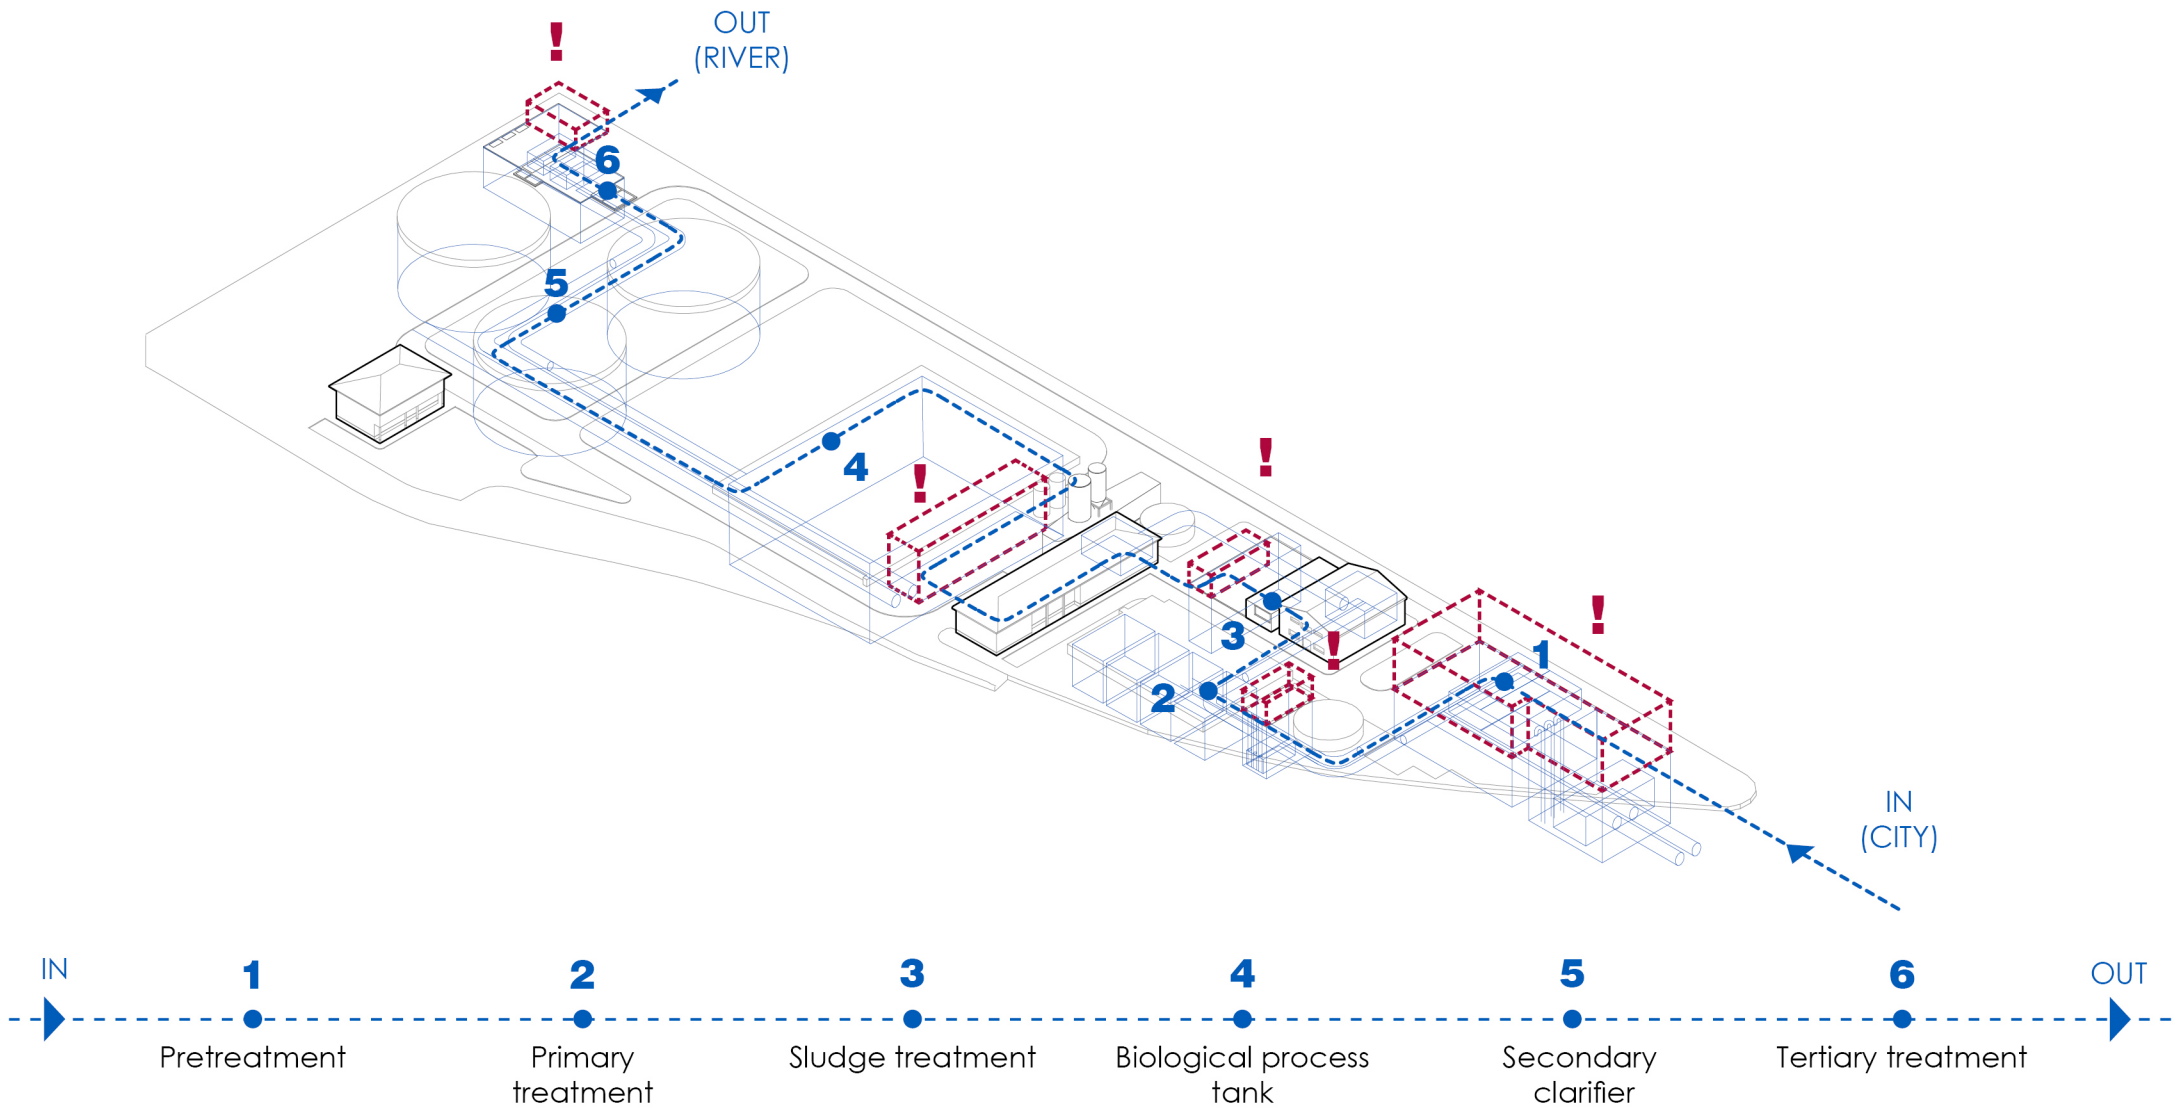 !
OUT
(RIVER)
6
5
4
!
!
3
2
!
!
1
IN
(CITY)
IN
1
2
3
4
5
6
OUT
Pretreatment
Primary
treatment
Sludge treatment
Biological process
tank
Secondary
clarifier
Tertiary treatment